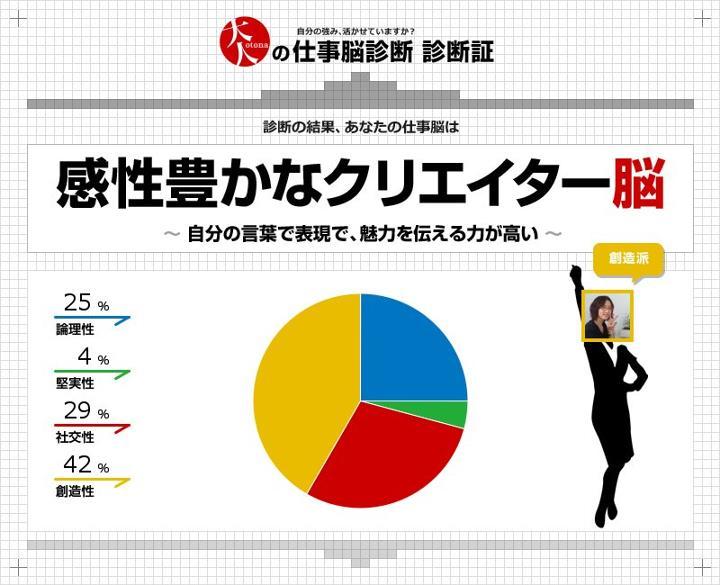 自分の強み、活かせていますか？
大人
otona
の仕事脳診断 診断証
診断の結果、あなたの仕事脳は
感性豊かなクリエイター脳
～ 自分の言葉で表現で、魅力を伝える力が高い ～
創造派
25 %
論理性
4 %
堅実性
29 %
社交性
42 %
創造性